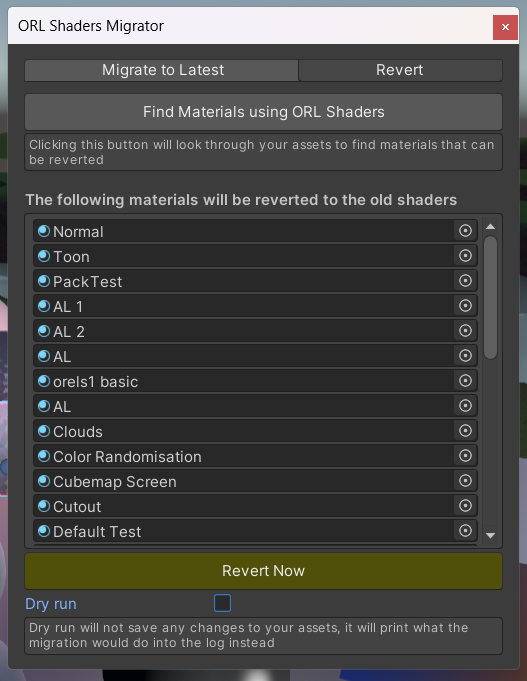 ORL Shaders Migrator
Migrate to Latest
Revert
Find Materials using ORL Shaders
Clicking this button will look through your assets to find materials that can
be reverted
The following materials will be reverted to the old shaders
Normal
Toon
PackTest
AL 1
AL 2
AL
orels1 basic
AL
Clouds
Color Randomisation
Cubemap Screen
Cutout
Default Test
Revert Now
Dry run
Dry run will not save any changes to your assets, it will print what the
migration would do into the log instead